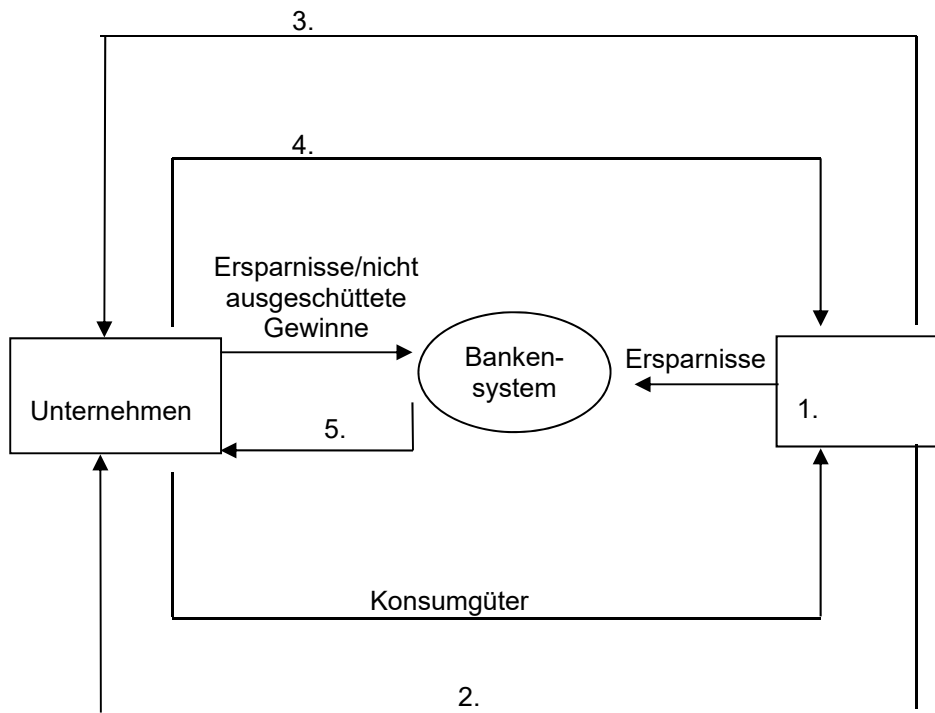 3.
4.
Ersparnisse/nicht
ausgeschüttete
Gewinne
Banken-
system
Ersparnisse
Unternehmen
1.
5.
Konsumgüter
2.